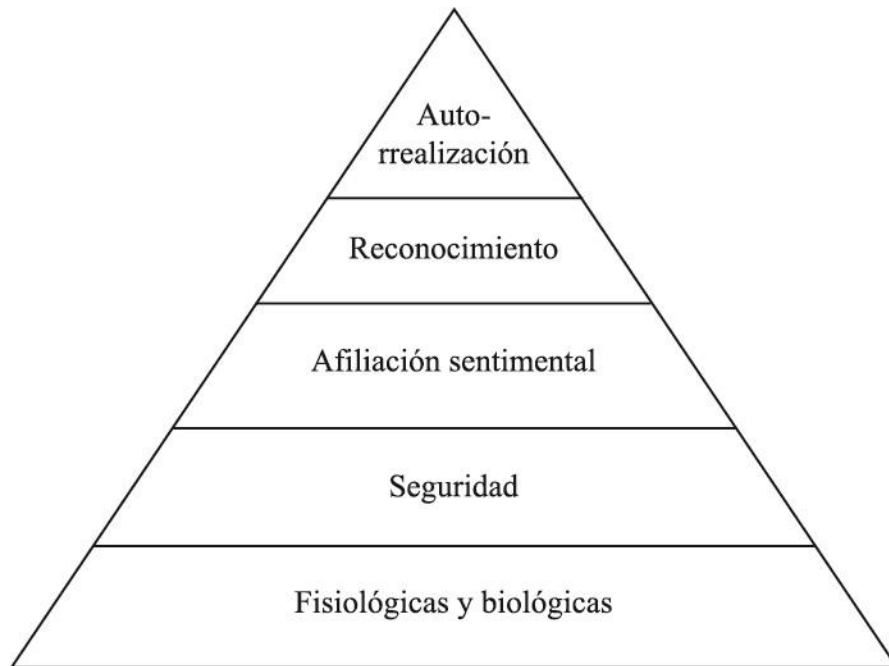 Auto-
rrealización
Reconocimiento
Afiliación sentimental
Seguridad
Fisiológicas y biológicas